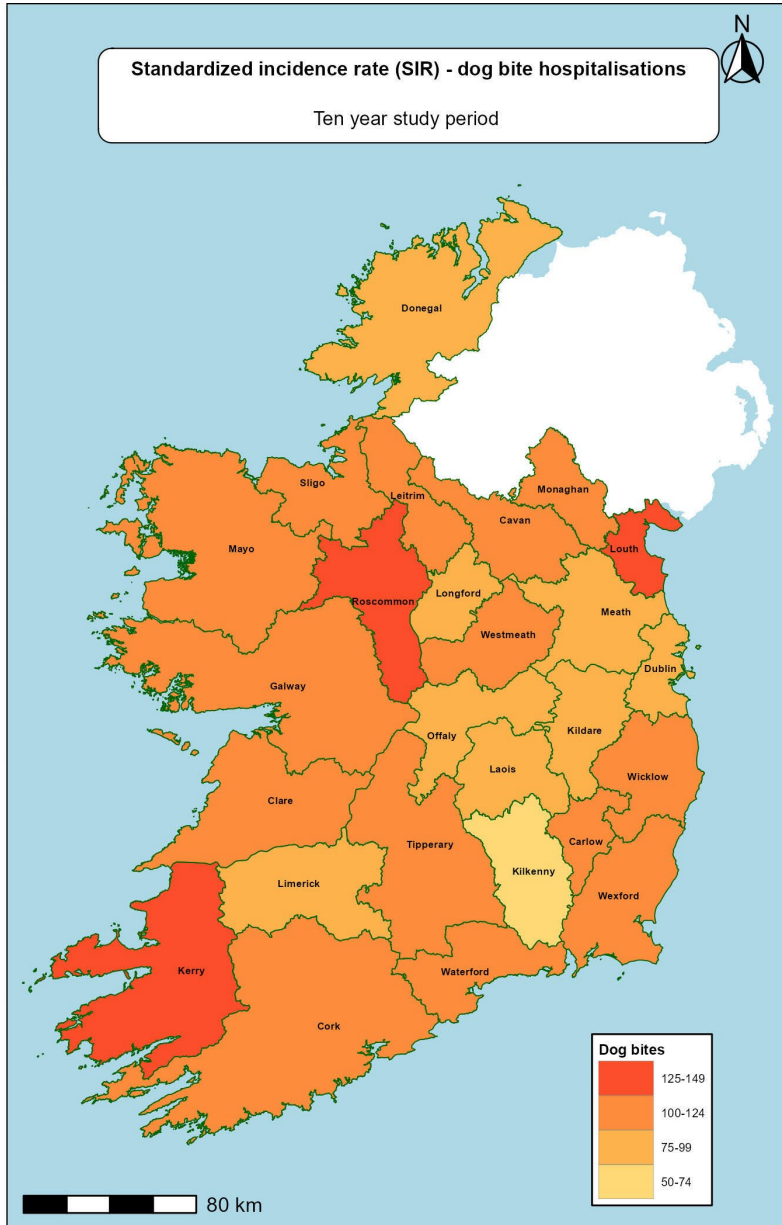 N
Standardized incidence rate (SIR) - dog bite hospitalisations
Ten year study period
Donegal
Sligo
Leitrim
Monaghan
Cavan
Mayo
Louth
Roscommon
Longford
Meath
Westmeath
Dublin
Galway
Offaly
Kildare
Laois
Wicklow
Clare
Tipperary
Carlow
Kilkenny
Limerick
Wexford
Kerry
Waterford
Cork
Dog bites
125-149
100-124
75-99
50-74
80 km